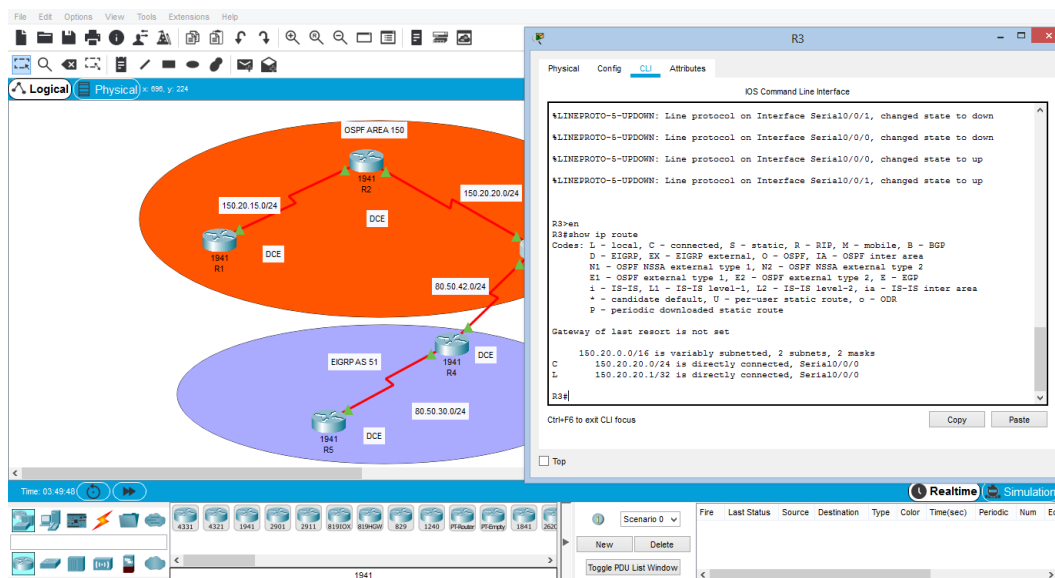 File Edit Options View Tools Extensions Help
Logical Physical x: 696, y: 224
OSPF AREA 150
1941
R2
150.20.20.0/24
150.20.15.0/24
DCE
1941
R1
DCE
80.50.42.0/24
EIGRP AS 51
1941
R4
DCE
80.50.30.0/24
1941
R5
DCE
R3
Physical Config CLI Attributes
IOS Command Line Interface
%LINEPROTO-5-UPDOWN: Line protocol on Interface Serial0/0/1, changed state to down
%LINEPROTO-5-UPDOWN: Line protocol on Interface Serial0/0/0, changed state to down
%LINEPROTO-5-UPDOWN: Line protocol on Interface Serial0/0/0, changed state to up
%LINEPROTO-5-UPDOWN: Line protocol on Interface Serial0/0/1, changed state to up
R3>en
R3#show ip route
Codes: L - local, C - connected, S - static, R - RIP, M - mobile, B - BGP
D - EIGRP, EX - EIGRP external, O - OSPF, IA - OSPF inter area
N1 - OSPF NSSA external type 1, N2 - OSPF NSSA external type 2
E1 - OSPF external type 1, E2 - OSPF external type 2, E - EGP
i - IS-IS, L1 - IS-IS level-1, L2 - IS-IS level-2, ia - IS-IS inter area
* - candidate default, U - per-user static route, o - ODR
P - periodic downloaded static route
Gateway of last resort is not set
150.20.0.0/16 is variably subnetted, 2 subnets, 2 masks
C 150.20.20.0/24 is directly connected, Serial0/0/0
L 150.20.20.1/32 is directly connected, Serial0/0/0
R3#
Ctrl+F6 to exit CLI focus
Copy Paste
Top
Time: 03:49:48
Realtime Simulation
4331 4321 1941 2901 2911 819IOX 819HGW 829 1240 PT-Router PT-Empty 1841 2620
1941
Scenario 0
New Delete
Toggle PDU List Window
Fire Last Status Source Destination Type Color Time(sec) Periodic Num